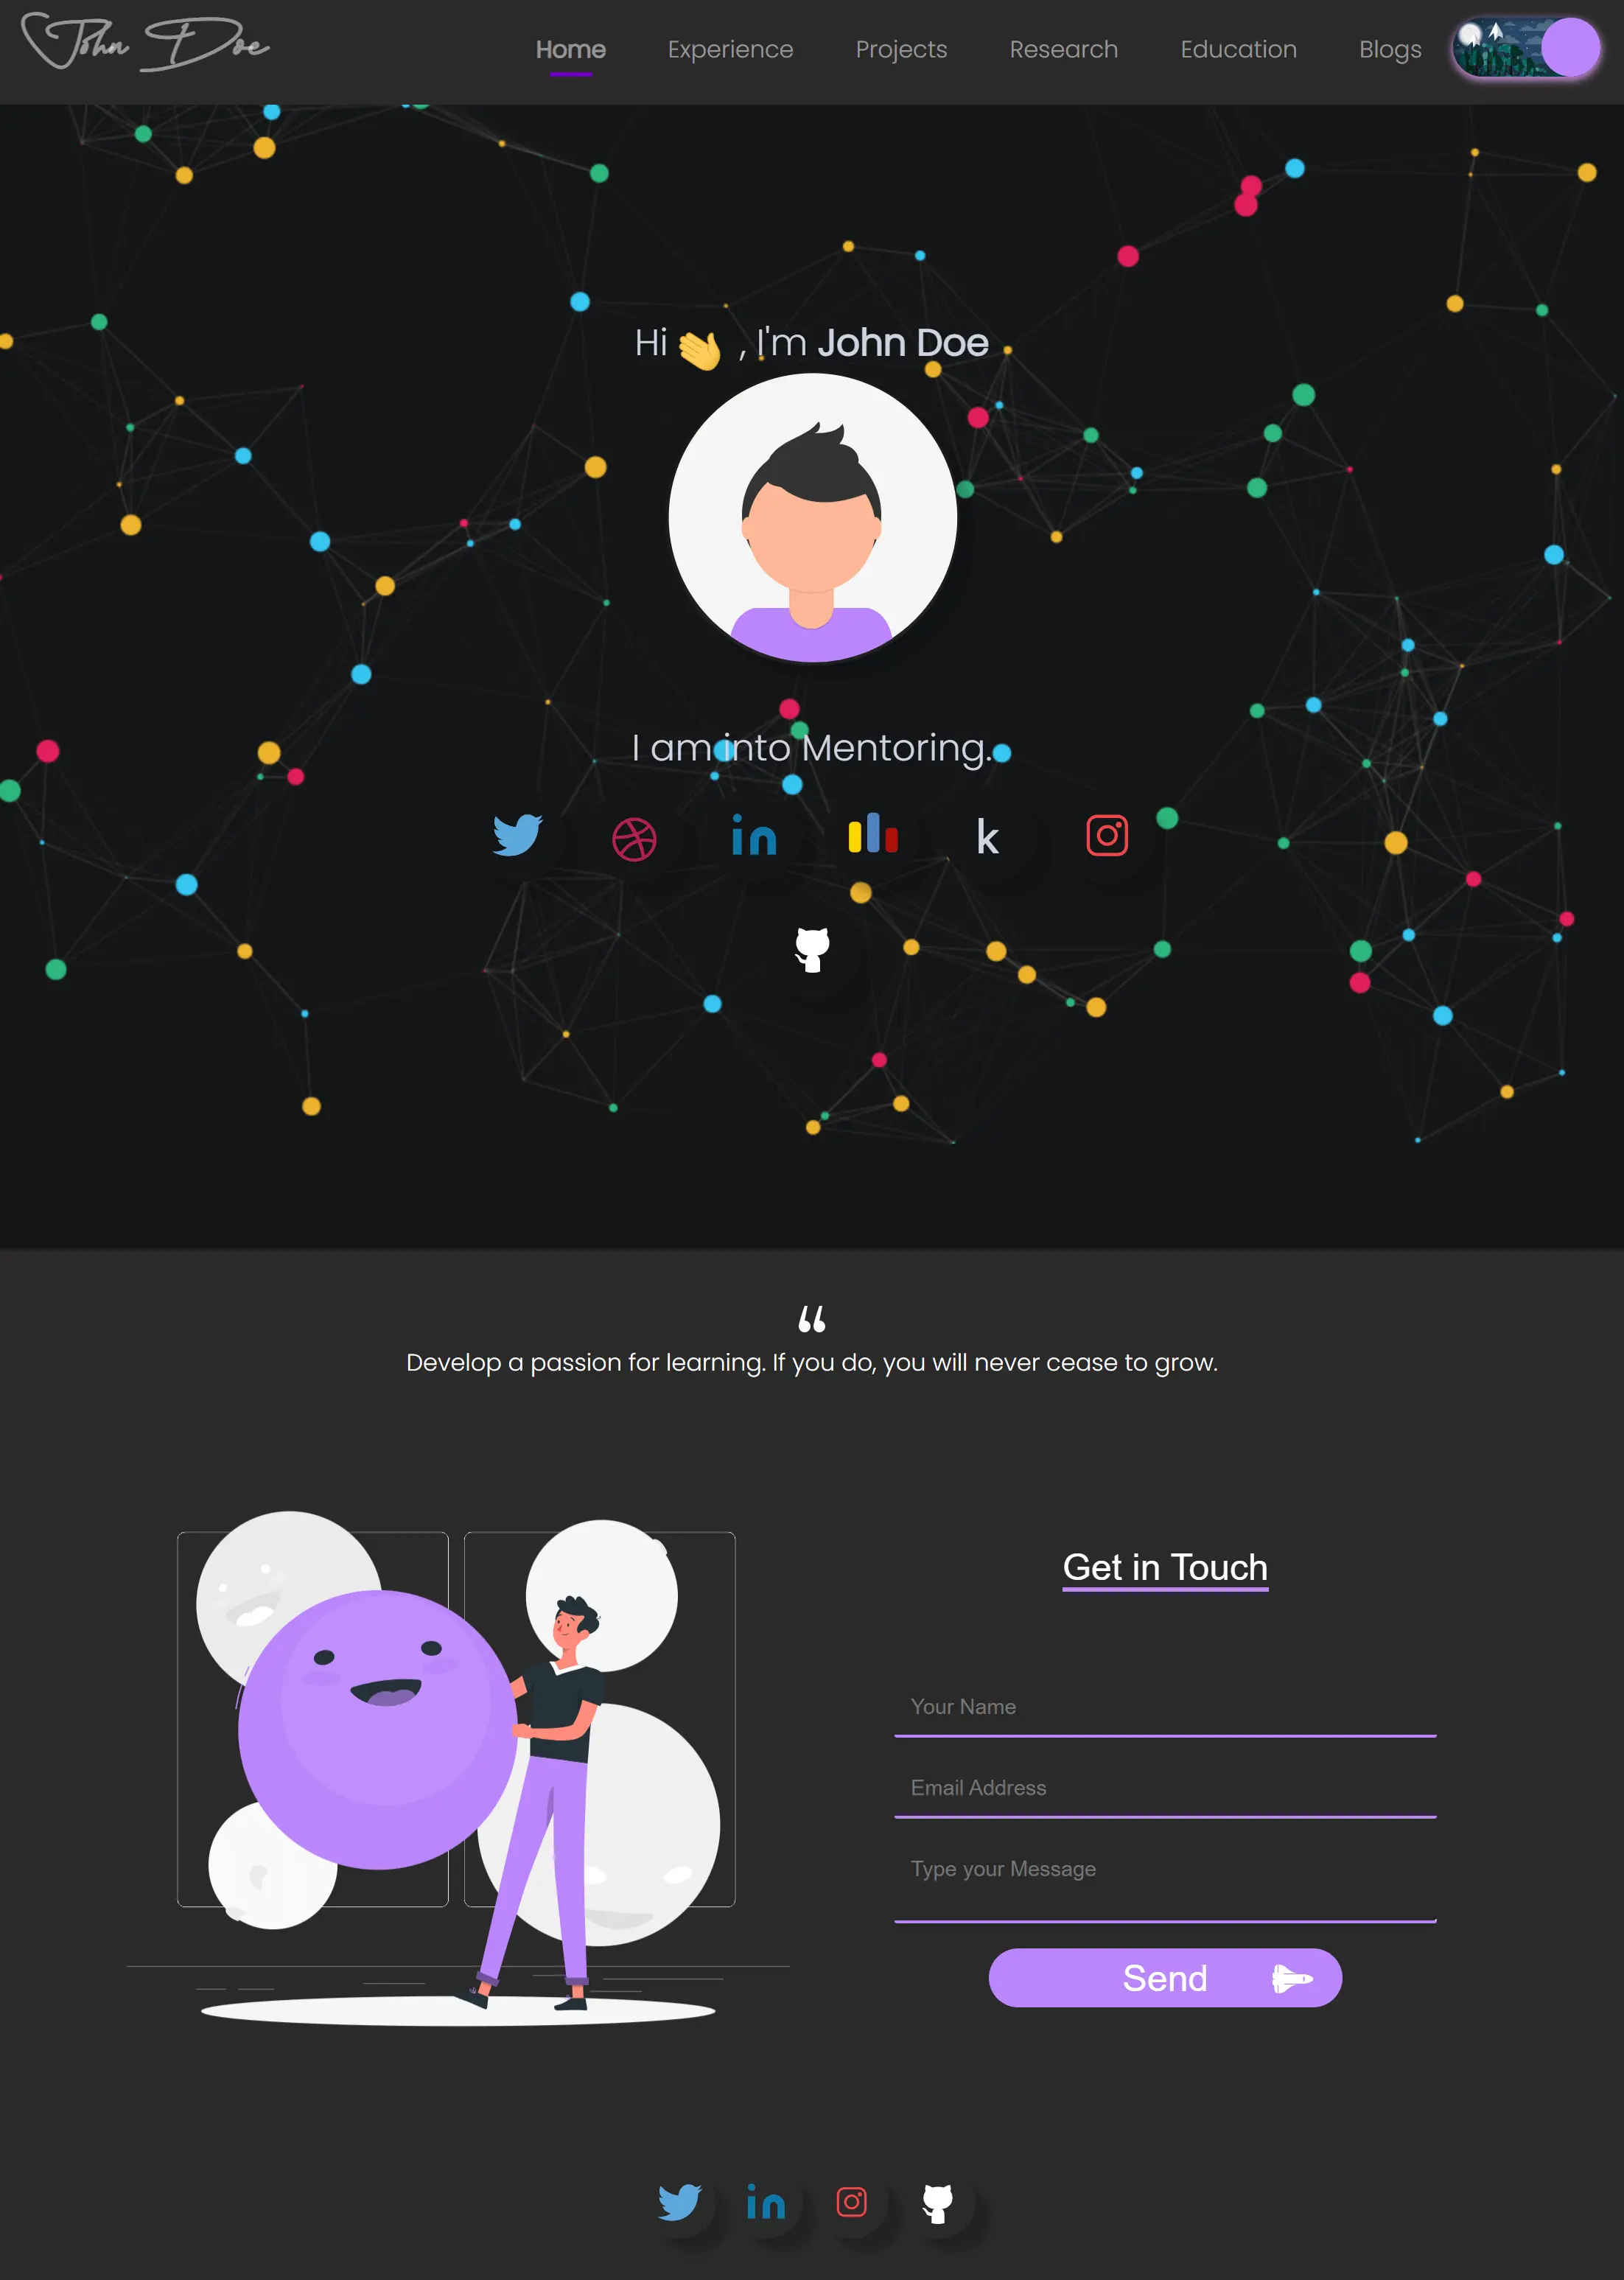 John Doe
Home Experience Projects Research Education Blogs
Hi 👋 , I'm John Doe
I am into Mentoring.
k
“
Develop a passion for learning. If you do, you will never cease to grow.
Get in Touch
Your Name
Email Address
Type your Message
Send